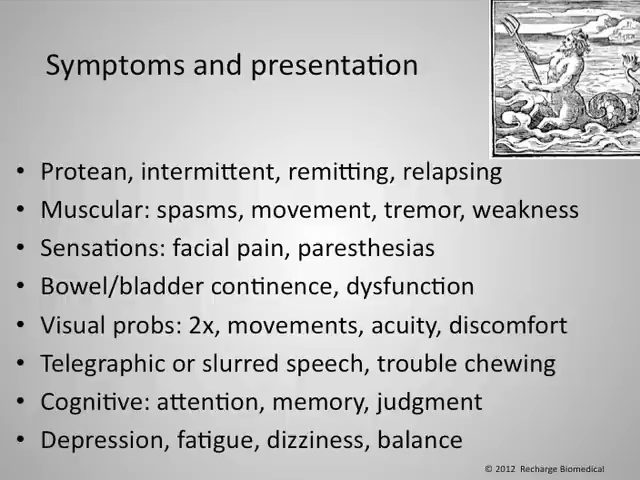 Symptoms and presentation
• Protean, intermittent, remitting, relapsing
• Muscular: spasms, movement, tremor, weakness
• Sensations: facial pain, paresthesias
• Bowel/bladder continence, dysfunction
• Visual probs: 2x, movements, acuity, discomfort
• Telegraphic or slurred speech, trouble chewing
• Cognitive: attention, memory, judgment
• Depression, fatigue, dizziness, balance
© 2012 Recharge Biomedical